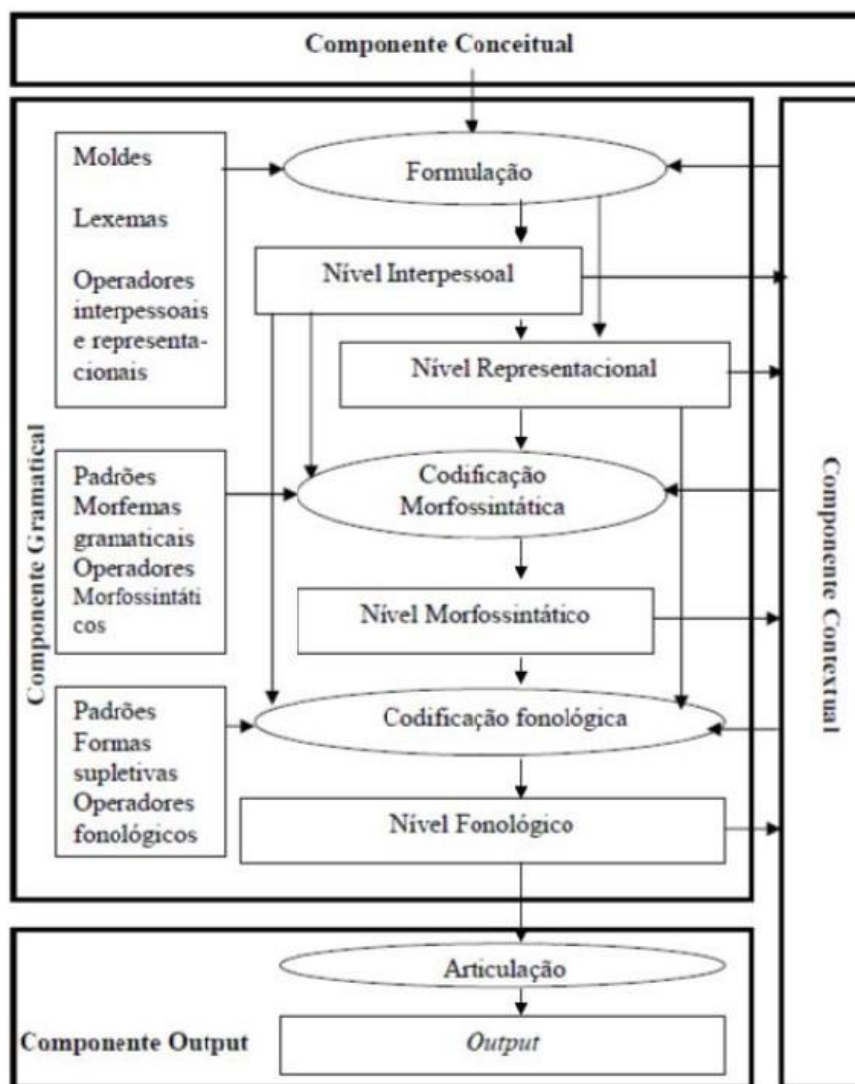 Componente Conceitual
Moldes
Lexemas
Operadores
interpessoais
e representa-
cionais
Formulação
Nível Interpessoal
Nível Representacional
Padrões
Morfemas
gramaticais
Operadores
Morfossintáti
cos
Codificação
Morfossintática
Nível Morfossintático
Padrões
Formas
supletivas
Operadores
fonológicos
Codificação fonológica
Nível Fonológico
Componente Gramatical
Componente Contextual
Articulação
Componente Output
Output